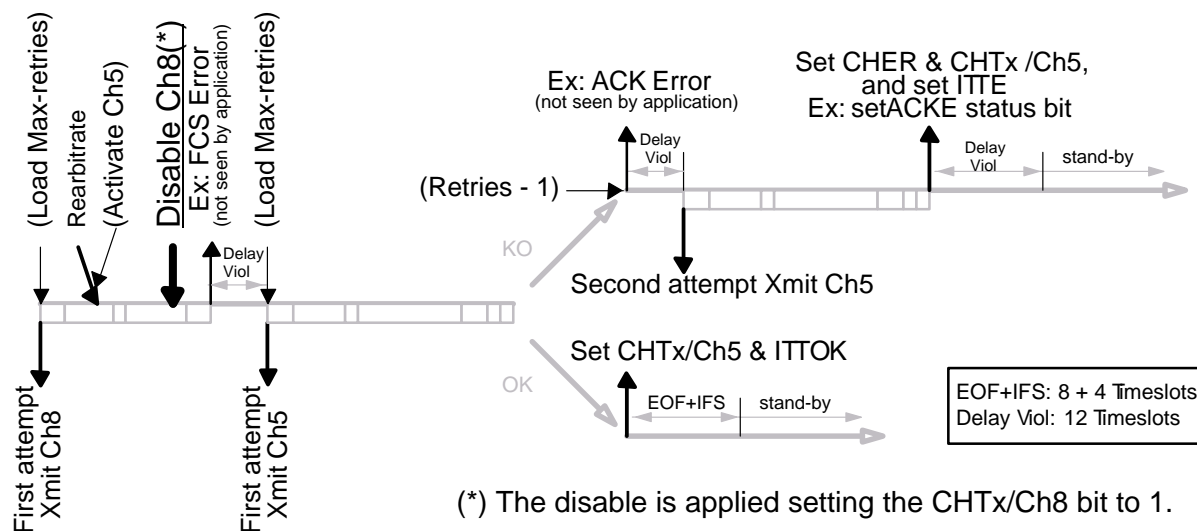 (Load Max-retries)
Rearbitrate
(Activate Ch5)
Disable Ch8(*)
Ex: FCS Error
(not seen by application)
(Load Max-retries)
Delay
Viol
First attempt
Xmit Ch8
First attempt
Xmit Ch5
KO
OK
Ex: ACK Error
(not seen by application)
Delay
Viol
(Retries - 1)
Second attempt Xmit Ch5
Set CHER & CHTx /Ch5,
and set ITTE
Ex: setACKE status bit
Delay
Viol
stand-by
Set CHTx/Ch5 & ITTOK
EOF+IFS
stand-by
EOF+IFS: 8 + 4 Timeslots
Delay Viol: 12 Timeslots
(*) The disable is applied setting the CHTx/Ch8 bit to 1.